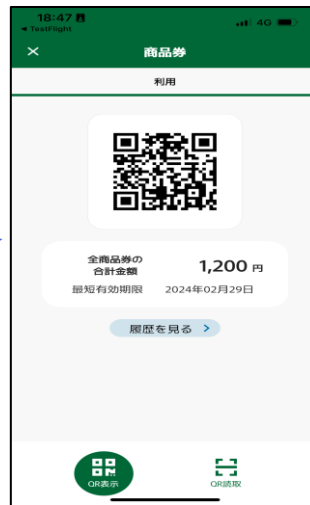 18:47
4G
◀ TestFlight
× 商品券
利用
全商品券の
合計金額
1,200 円
最短有効期限 2024年02月29日
履歴を見る >
QR表示
QR読取